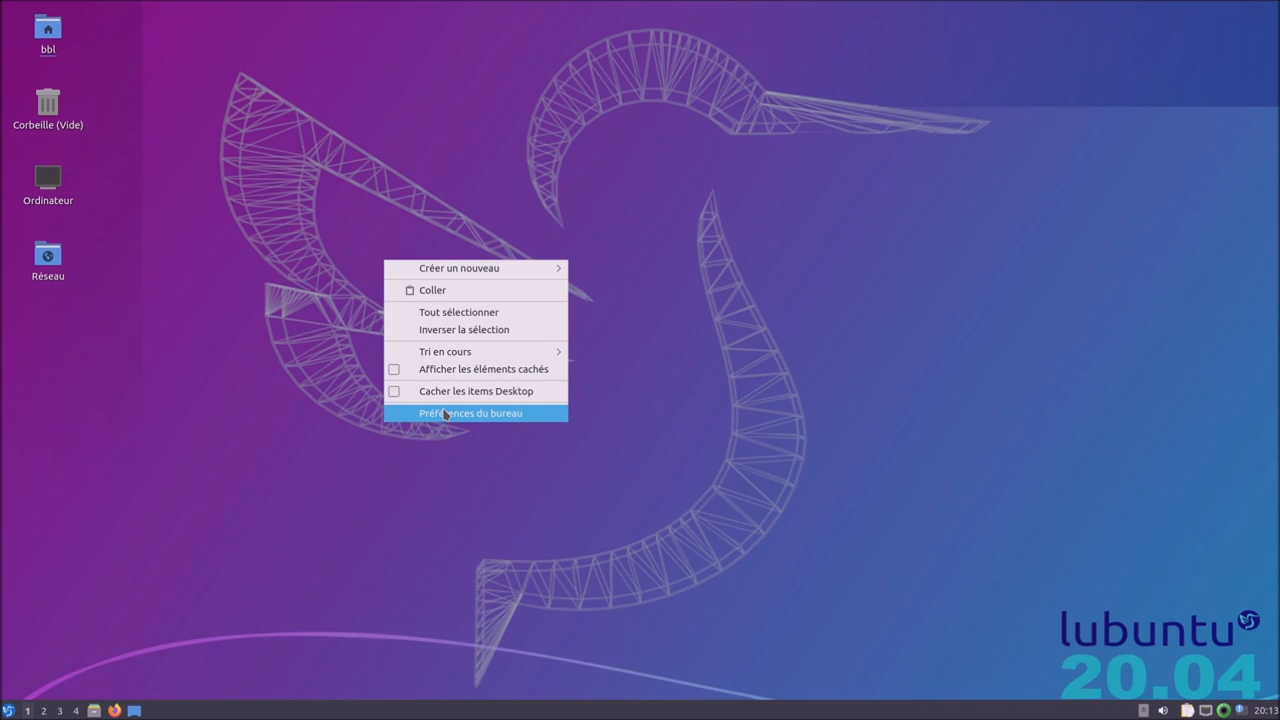 bbl
Corbeille (Vide)
Ordinateur
Réseau
Créer un nouveau
Coller
Tout sélectionner
Inverser la sélection
Tri en cours
Afficher les éléments cachés
Cacher les items Desktop
Préférences du bureau
lubuntu
20.04
1 2 3 4
20:13